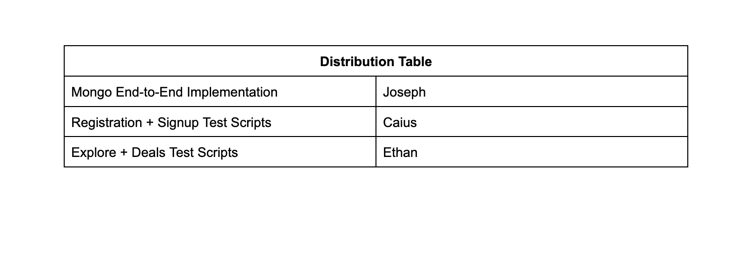 Distribution Table
Mongo End-to-End Implementation Joseph
Registration + Signup Test Scripts Caius
Explore + Deals Test Scripts Ethan